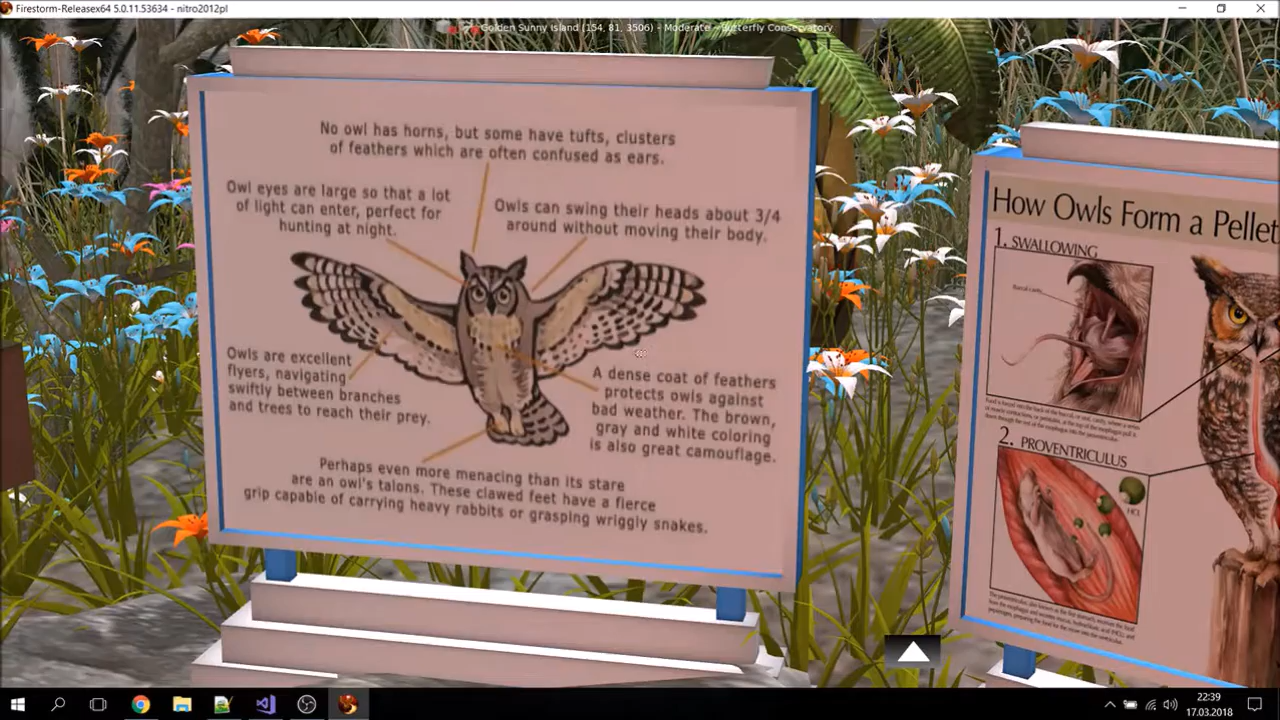 Firestorm-Releasex64 5.0.11.53634 - nitro2012pl
Golden Sunny Island (154, 81, 3506) - Moderate - Butterfly Conservatory
No owl has horns, but some have tufts, clusters
of feathers which are often confused as ears.
Owl eyes are large so that a lot
of light can enter, perfect for
hunting at night.
Owls can swing their heads about 3/4
around without moving their body.
Owls are excellent
flyers, navigating
swiftly between branches
and trees to reach their prey.
A dense coat of feathers
protects owls against
bad weather. The brown,
gray and white coloring
is also great camouflage.
Perhaps even more menacing than its stare
are an owl's talons. These clawed feet have a fierce
grip capable of carrying heavy rabbits or grasping wriggly snakes.
How Owls Form a Pellet
1. SWALLOWING
2. PROVENTRICULUS
HCL
22:39
17.03.2018